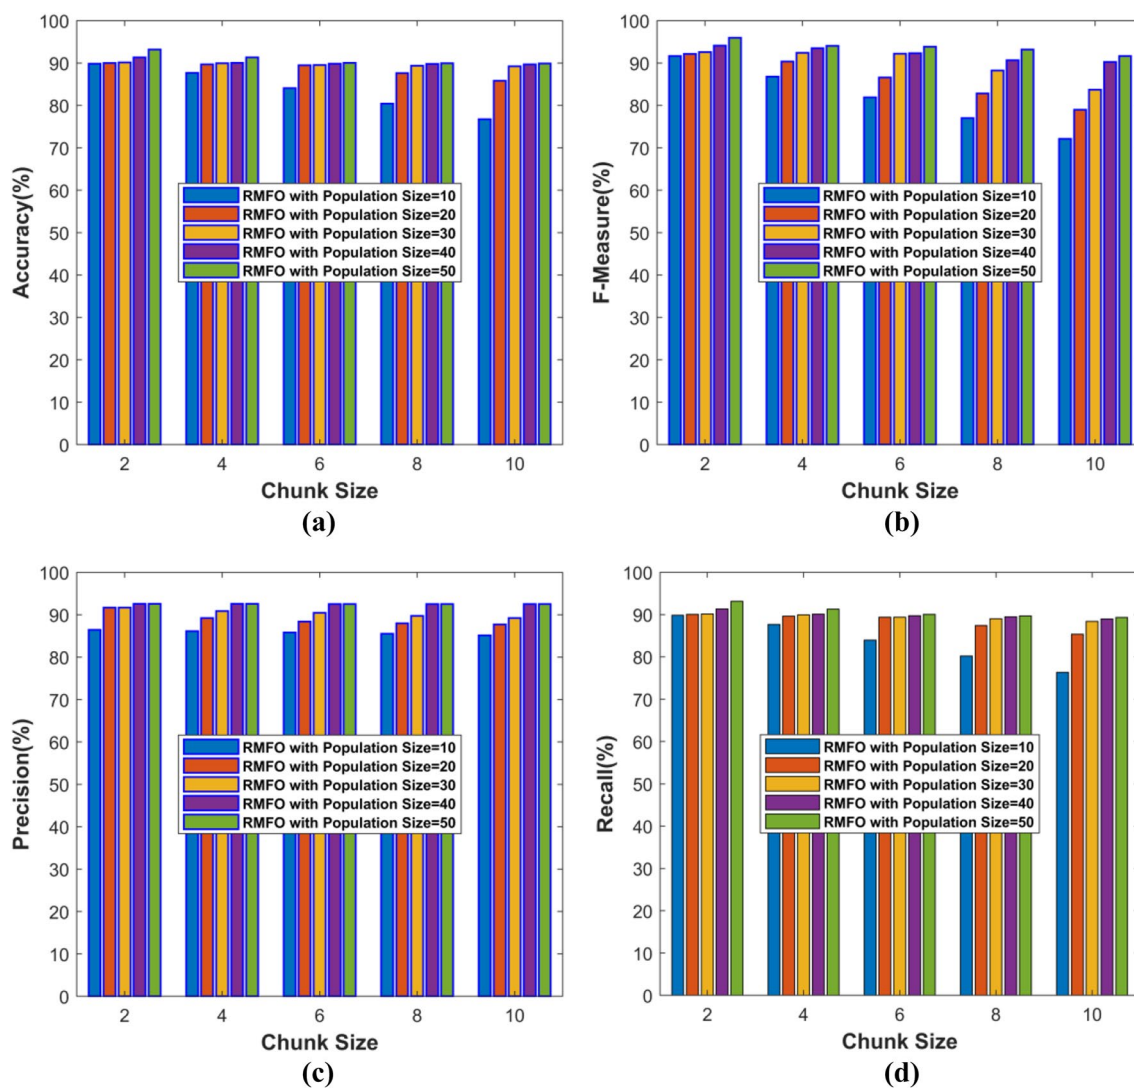 100
90
80
70
60
50
40
30
20
10
0
Accuracy(%)
RMFO with Population Size=10
RMFO with Population Size=20
RMFO with Population Size=30
RMFO with Population Size=40
RMFO with Population Size=50
2 4 6 8 10
Chunk Size
(a)
100
90
80
70
60
50
40
30
20
10
0
F-Measure(%)
RMFO with Population Size=10
RMFO with Population Size=20
RMFO with Population Size=30
RMFO with Population Size=40
RMFO with Population Size=50
2 4 6 8 10
Chunk Size
(b)
100
90
80
70
60
50
40
30
20
10
0
Precision(%)
RMFO with Population Size=10
RMFO with Population Size=20
RMFO with Population Size=30
RMFO with Population Size=40
RMFO with Population Size=50
2 4 6 8 10
Chunk Size
(c)
100
90
80
70
60
50
40
30
20
10
0
Recall(%)
RMFO with Population Size=10
RMFO with Population Size=20
RMFO with Population Size=30
RMFO with Population Size=40
RMFO with Population Size=50
2 4 6 8 10
Chunk Size
(d)